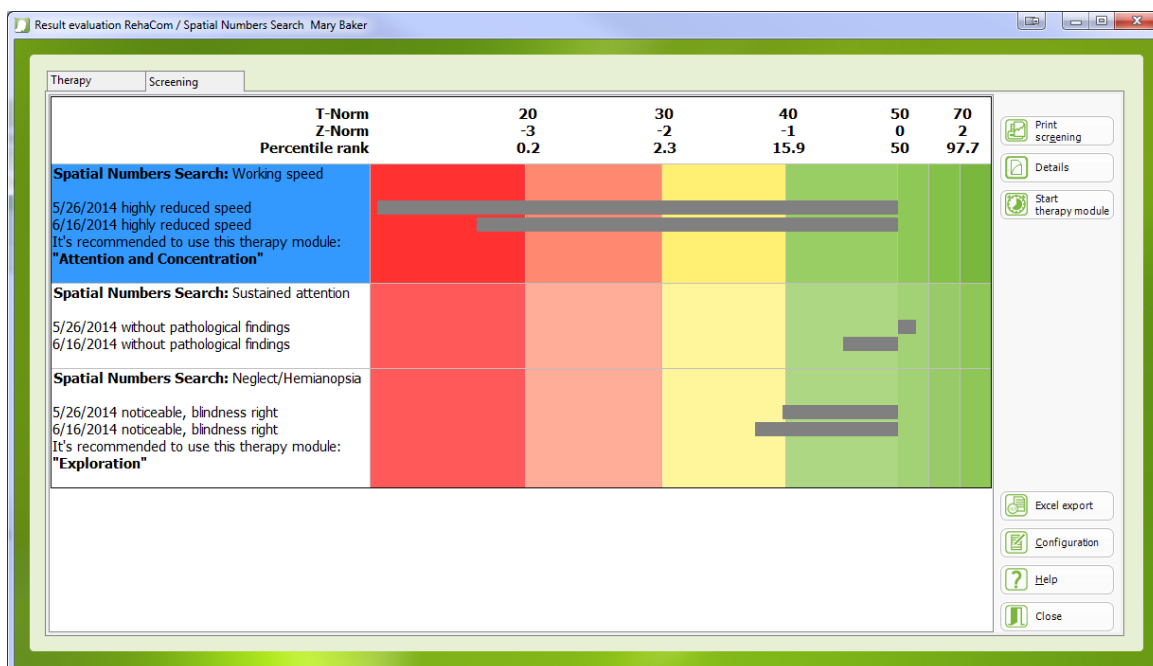 Result evaluation RehaCom / Spatial Numbers Search  Mary Baker
Therapy Screening
T-Norm 20 30 40 50 70
Z-Norm -3 -2 -1 0 2
Percentile rank 0.2 2.3 15.9 50 97.7
Spatial Numbers Search: Working speed
5/26/2014 highly reduced speed
6/16/2014 highly reduced speed
It's recommended to use this therapy module:
"Attention and Concentration"
Spatial Numbers Search: Sustained attention
5/26/2014 without pathological findings
6/16/2014 without pathological findings
Spatial Numbers Search: Neglect/Hemianopsia
5/26/2014 noticeable, blindness right
6/16/2014 noticeable, blindness right
It's recommended to use this therapy module:
"Exploration"
Print
screening
Details
Start
therapy module
Excel export
Configuration
Help
Close